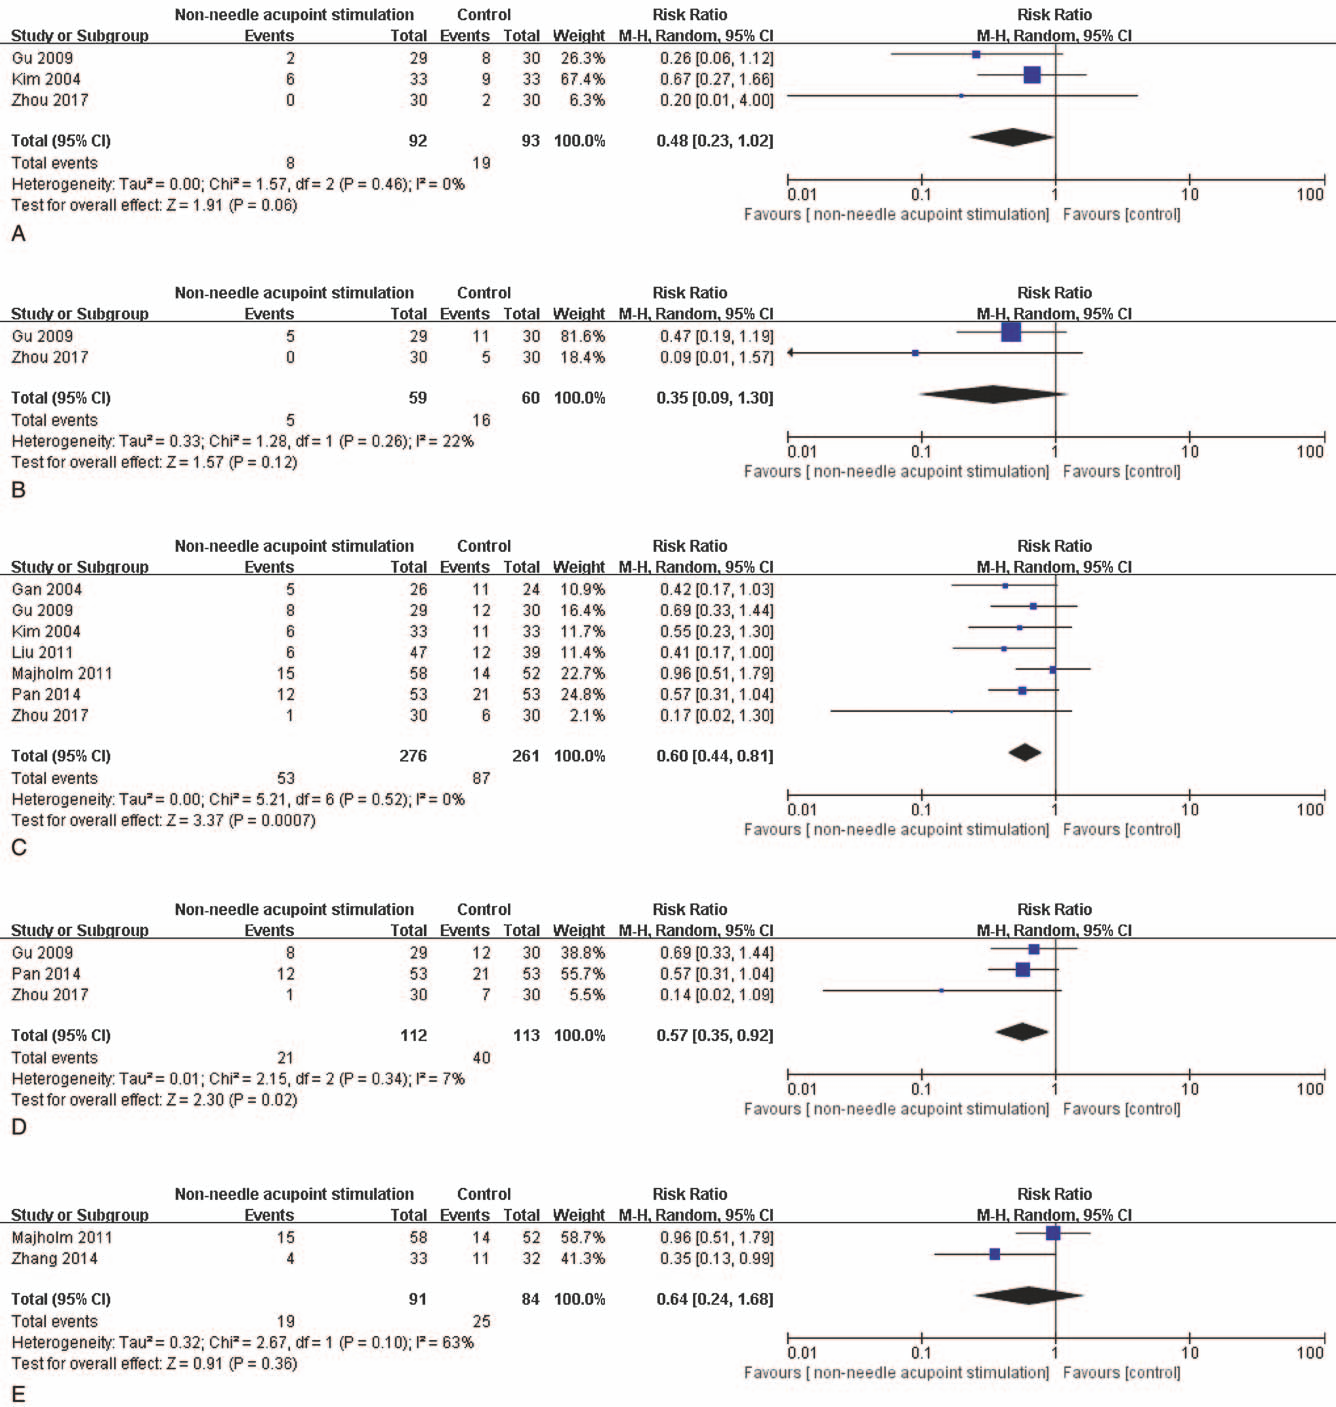 Non-needle acupoint stimulation Control Risk Ratio Risk Ratio
Study or Subgroup Events Total Events Total Weight M-H, Random, 95% CI M-H, Random, 95% CI
Gu 2009 2 29 8 30 26.3% 0.26 [0.06, 1.12]
Kim 2004 6 33 9 33 67.4% 0.67 [0.27, 1.66]
Zhou 2017 0 30 2 30 6.3% 0.20 [0.01, 4.00]
Total (95% CI) 92 93 100.0% 0.48 [0.23, 1.02]
Total events 8 19
Heterogeneity: Tau² = 0.00; Chi² = 1.57, df = 2 (P = 0.46); I² = 0%
Test for overall effect: Z = 1.91 (P = 0.06)
0.01 0.1 1 10 100
Favours [ non-needle acupoint stimulation] Favours [control]
A
Non-needle acupoint stimulation Control Risk Ratio Risk Ratio
Study or Subgroup Events Total Events Total Weight M-H, Random, 95% CI M-H, Random, 95% CI
Gu 2009 5 29 11 30 81.6% 0.47 [0.19, 1.19]
Zhou 2017 0 30 5 30 18.4% 0.09 [0.01, 1.57]
Total (95% CI) 59 60 100.0% 0.35 [0.09, 1.30]
Total events 5 16
Heterogeneity: Tau² = 0.33; Chi² = 1.28, df = 1 (P = 0.26); I² = 22%
Test for overall effect: Z = 1.57 (P = 0.12)
0.01 0.1 1 10 100
Favours [ non-needle acupoint stimulation] Favours [control]
B
Non-needle acupoint stimulation Control Risk Ratio Risk Ratio
Study or Subgroup Events Total Events Total Weight M-H, Random, 95% CI M-H, Random, 95% CI
Gan 2004 5 26 11 24 10.9% 0.42 [0.17, 1.03]
Gu 2009 8 29 12 30 16.4% 0.69 [0.33, 1.44]
Kim 2004 6 33 11 33 11.7% 0.55 [0.23, 1.30]
Liu 2011 6 47 12 39 11.4% 0.41 [0.17, 1.00]
Majholm 2011 15 58 14 52 22.7% 0.96 [0.51, 1.79]
Pan 2014 12 53 21 53 24.8% 0.57 [0.31, 1.04]
Zhou 2017 1 30 6 30 2.1% 0.17 [0.02, 1.30]
Total (95% CI) 276 261 100.0% 0.60 [0.44, 0.81]
Total events 53 87
Heterogeneity: Tau² = 0.00; Chi² = 5.21, df = 6 (P = 0.52); I² = 0%
Test for overall effect: Z = 3.37 (P = 0.0007)
0.01 0.1 1 10 100
Favours [ non-needle acupoint stimulation] Favours [control]
C
Non-needle acupoint stimulation Control Risk Ratio Risk Ratio
Study or Subgroup Events Total Events Total Weight M-H, Random, 95% CI M-H, Random, 95% CI
Gu 2009 8 29 12 30 38.8% 0.69 [0.33, 1.44]
Pan 2014 12 53 21 53 55.7% 0.57 [0.31, 1.04]
Zhou 2017 1 30 7 30 5.5% 0.14 [0.02, 1.09]
Total (95% CI) 112 113 100.0% 0.57 [0.35, 0.92]
Total events 21 40
Heterogeneity: Tau² = 0.01; Chi² = 2.15, df = 2 (P = 0.34); I² = 7%
Test for overall effect: Z = 2.30 (P = 0.02)
0.01 0.1 1 10 100
Favours [ non-needle acupoint stimulation] Favours [control]
D
Non-needle acupoint stimulation Control Risk Ratio Risk Ratio
Study or Subgroup Events Total Events Total Weight M-H, Random, 95% CI M-H, Random, 95% CI
Majholm 2011 15 58 14 52 58.7% 0.96 [0.51, 1.79]
Zhang 2014 4 33 11 32 41.3% 0.35 [0.13, 0.99]
Total (95% CI) 91 84 100.0% 0.64 [0.24, 1.68]
Total events 19 25
Heterogeneity: Tau² = 0.32; Chi² = 2.67, df = 1 (P = 0.10); I² = 63%
Test for overall effect: Z = 0.91 (P = 0.36)
0.01 0.1 1 10 100
Favours [ non-needle acupoint stimulation] Favours [control]
E